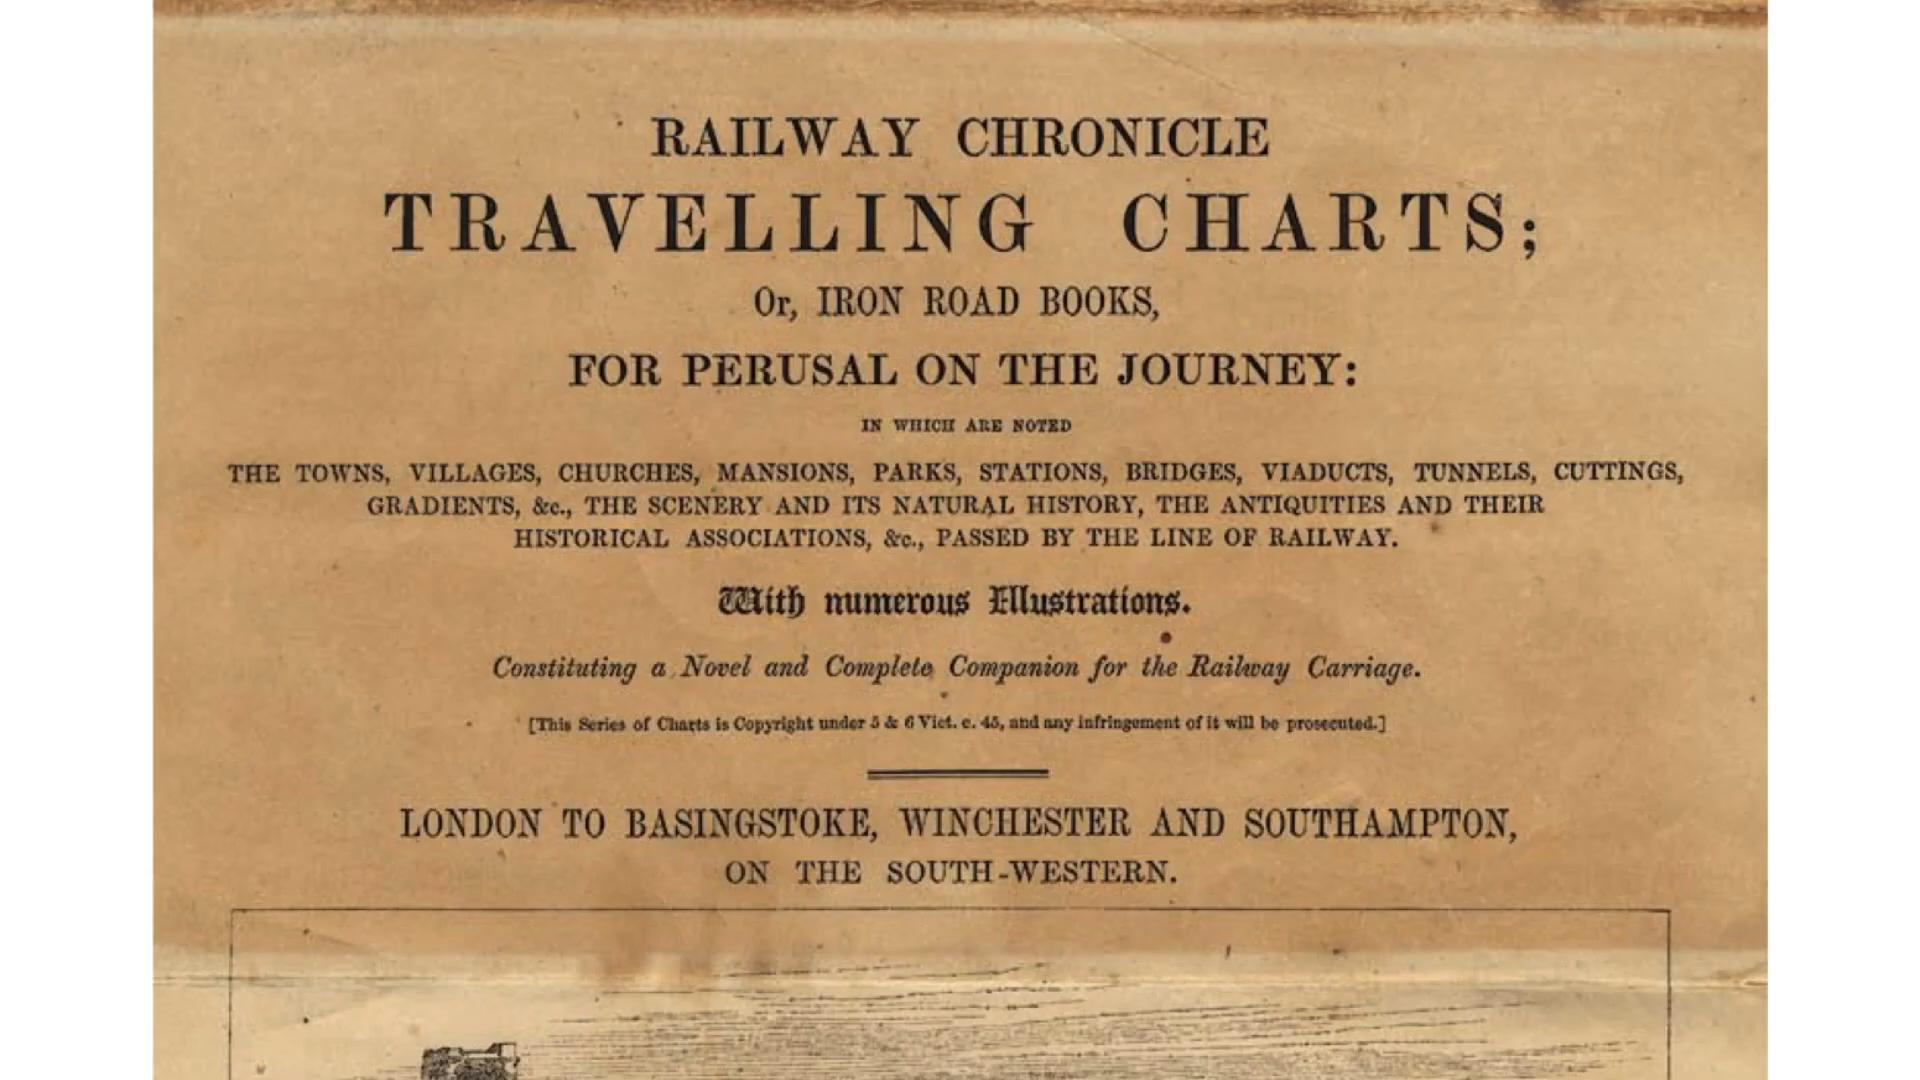 RAILWAY CHRONICLE
TRAVELLING CHARTS;
Or, IRON ROAD BOOKS,
FOR PERUSAL ON THE JOURNEY:
IN WHICH ARE NOTED
THE TOWNS, VILLAGES, CHURCHES, MANSIONS, PARKS, STATIONS, BRIDGES, VIADUCTS, TUNNELS, CUTTINGS,
GRADIENTS, &c., THE SCENERY AND ITS NATURAL HISTORY, THE ANTIQUITIES AND THEIR
HISTORICAL ASSOCIATIONS, &c., PASSED BY THE LINE OF RAILWAY.
With numerous Illustrations.
Constituting a Novel and Complete Companion for the Railway Carriage.
[This Series of Charts is Copyright under 5 & 6 Vict. c. 45, and any infringement of it will be prosecuted.]
LONDON TO BASINGSTOKE, WINCHESTER AND SOUTHAMPTON,
ON THE SOUTH-WESTERN.